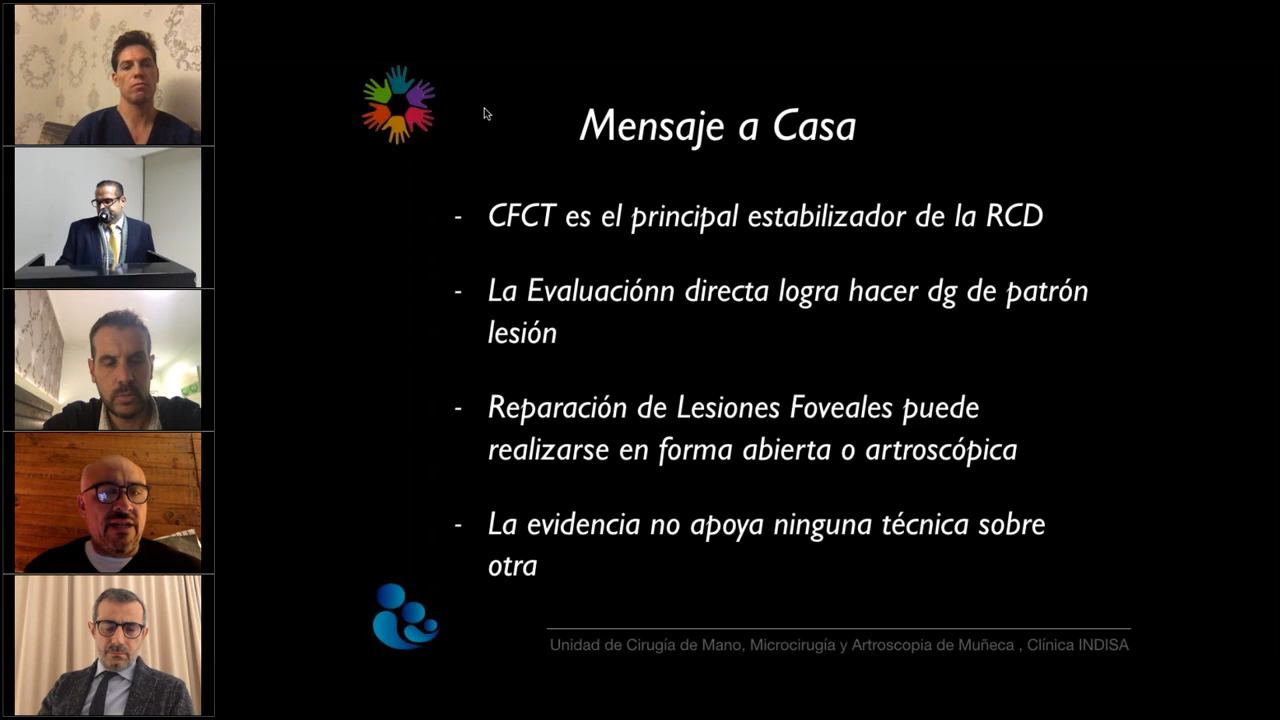 Mensaje a Casa
- CFCT es el principal estabilizador de la RCD
- La Evaluaciónn directa logra hacer dg de patrón
lesión
- Reparación de Lesiones Foveales puede
realizarse en forma abierta o artroscópica
- La evidencia no apoya ninguna técnica sobre
otra
Unidad de Cirugía de Mano, Microcirugía y Artroscopia de Muñeca , Clínica INDISA